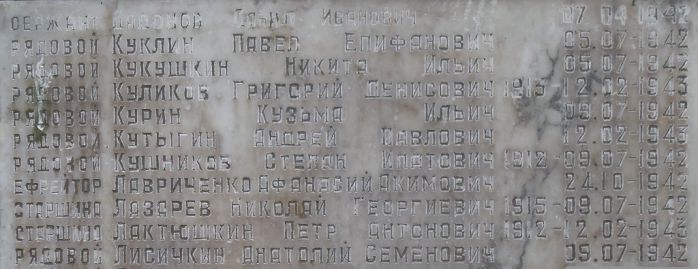 СЕРЖАНТ ИВАНОВИЧ 07 04 1942
РЯДОВОЙ КУКЛИН ПАВЕЛ ЕПИФАНОВИЧ 05.07-1942
РЯДОВОЙ КУКУШКИН НИКИТА ИЛЬИЧ 05.07-1942
РЯДОВОЙ КУЛИКОВ ГРИГОРИЙ ДЕНИСОВИЧ 1915-12.02-1943
РЯДОВОЙ КУРИН КУЗЬМА ИЛЬИЧ 09.07-1942
РЯДОВОЙ КУТЫГИН АНДРЕЙ ПАВЛОВИЧ 12.02-1943
РЯДОВОЙ КУШНИКОВ СТЕПАН ИПАТОВИЧ 1912-09.07-1942
ЕФРЕЙТОР ЛАВРИЧЕНКО АФАНАСИЙ АКИМОВИЧ 24.10-1942
СТАРШИНА ЛАЗАРЕВ НИКОЛАЙ ГЕОРГИЕВИЧ 1915-09.07-1942
СТАРШИНА ЛАКТЮШКИН ПЕТР АНТОНОВИЧ 1912-12.02-1943
РЯДОВОЙ ЛИСИЧКИН АНАТОЛИЙ СЕМЕНОВИЧ 05.07-1942